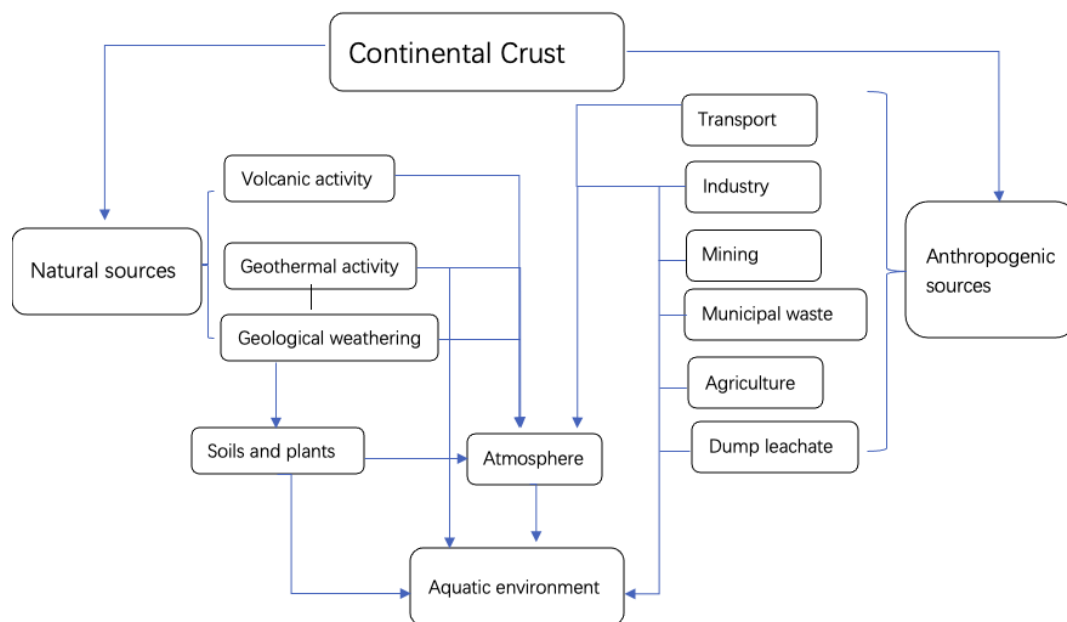 Continental Crust
Transport
Volcanic activity
Industry
Natural sources
Geothermal activity
Mining
Anthropogenic
sources
Municipal waste
Geological weathering
Agriculture
Soils and plants
Atmosphere
Dump leachate
Aquatic environment